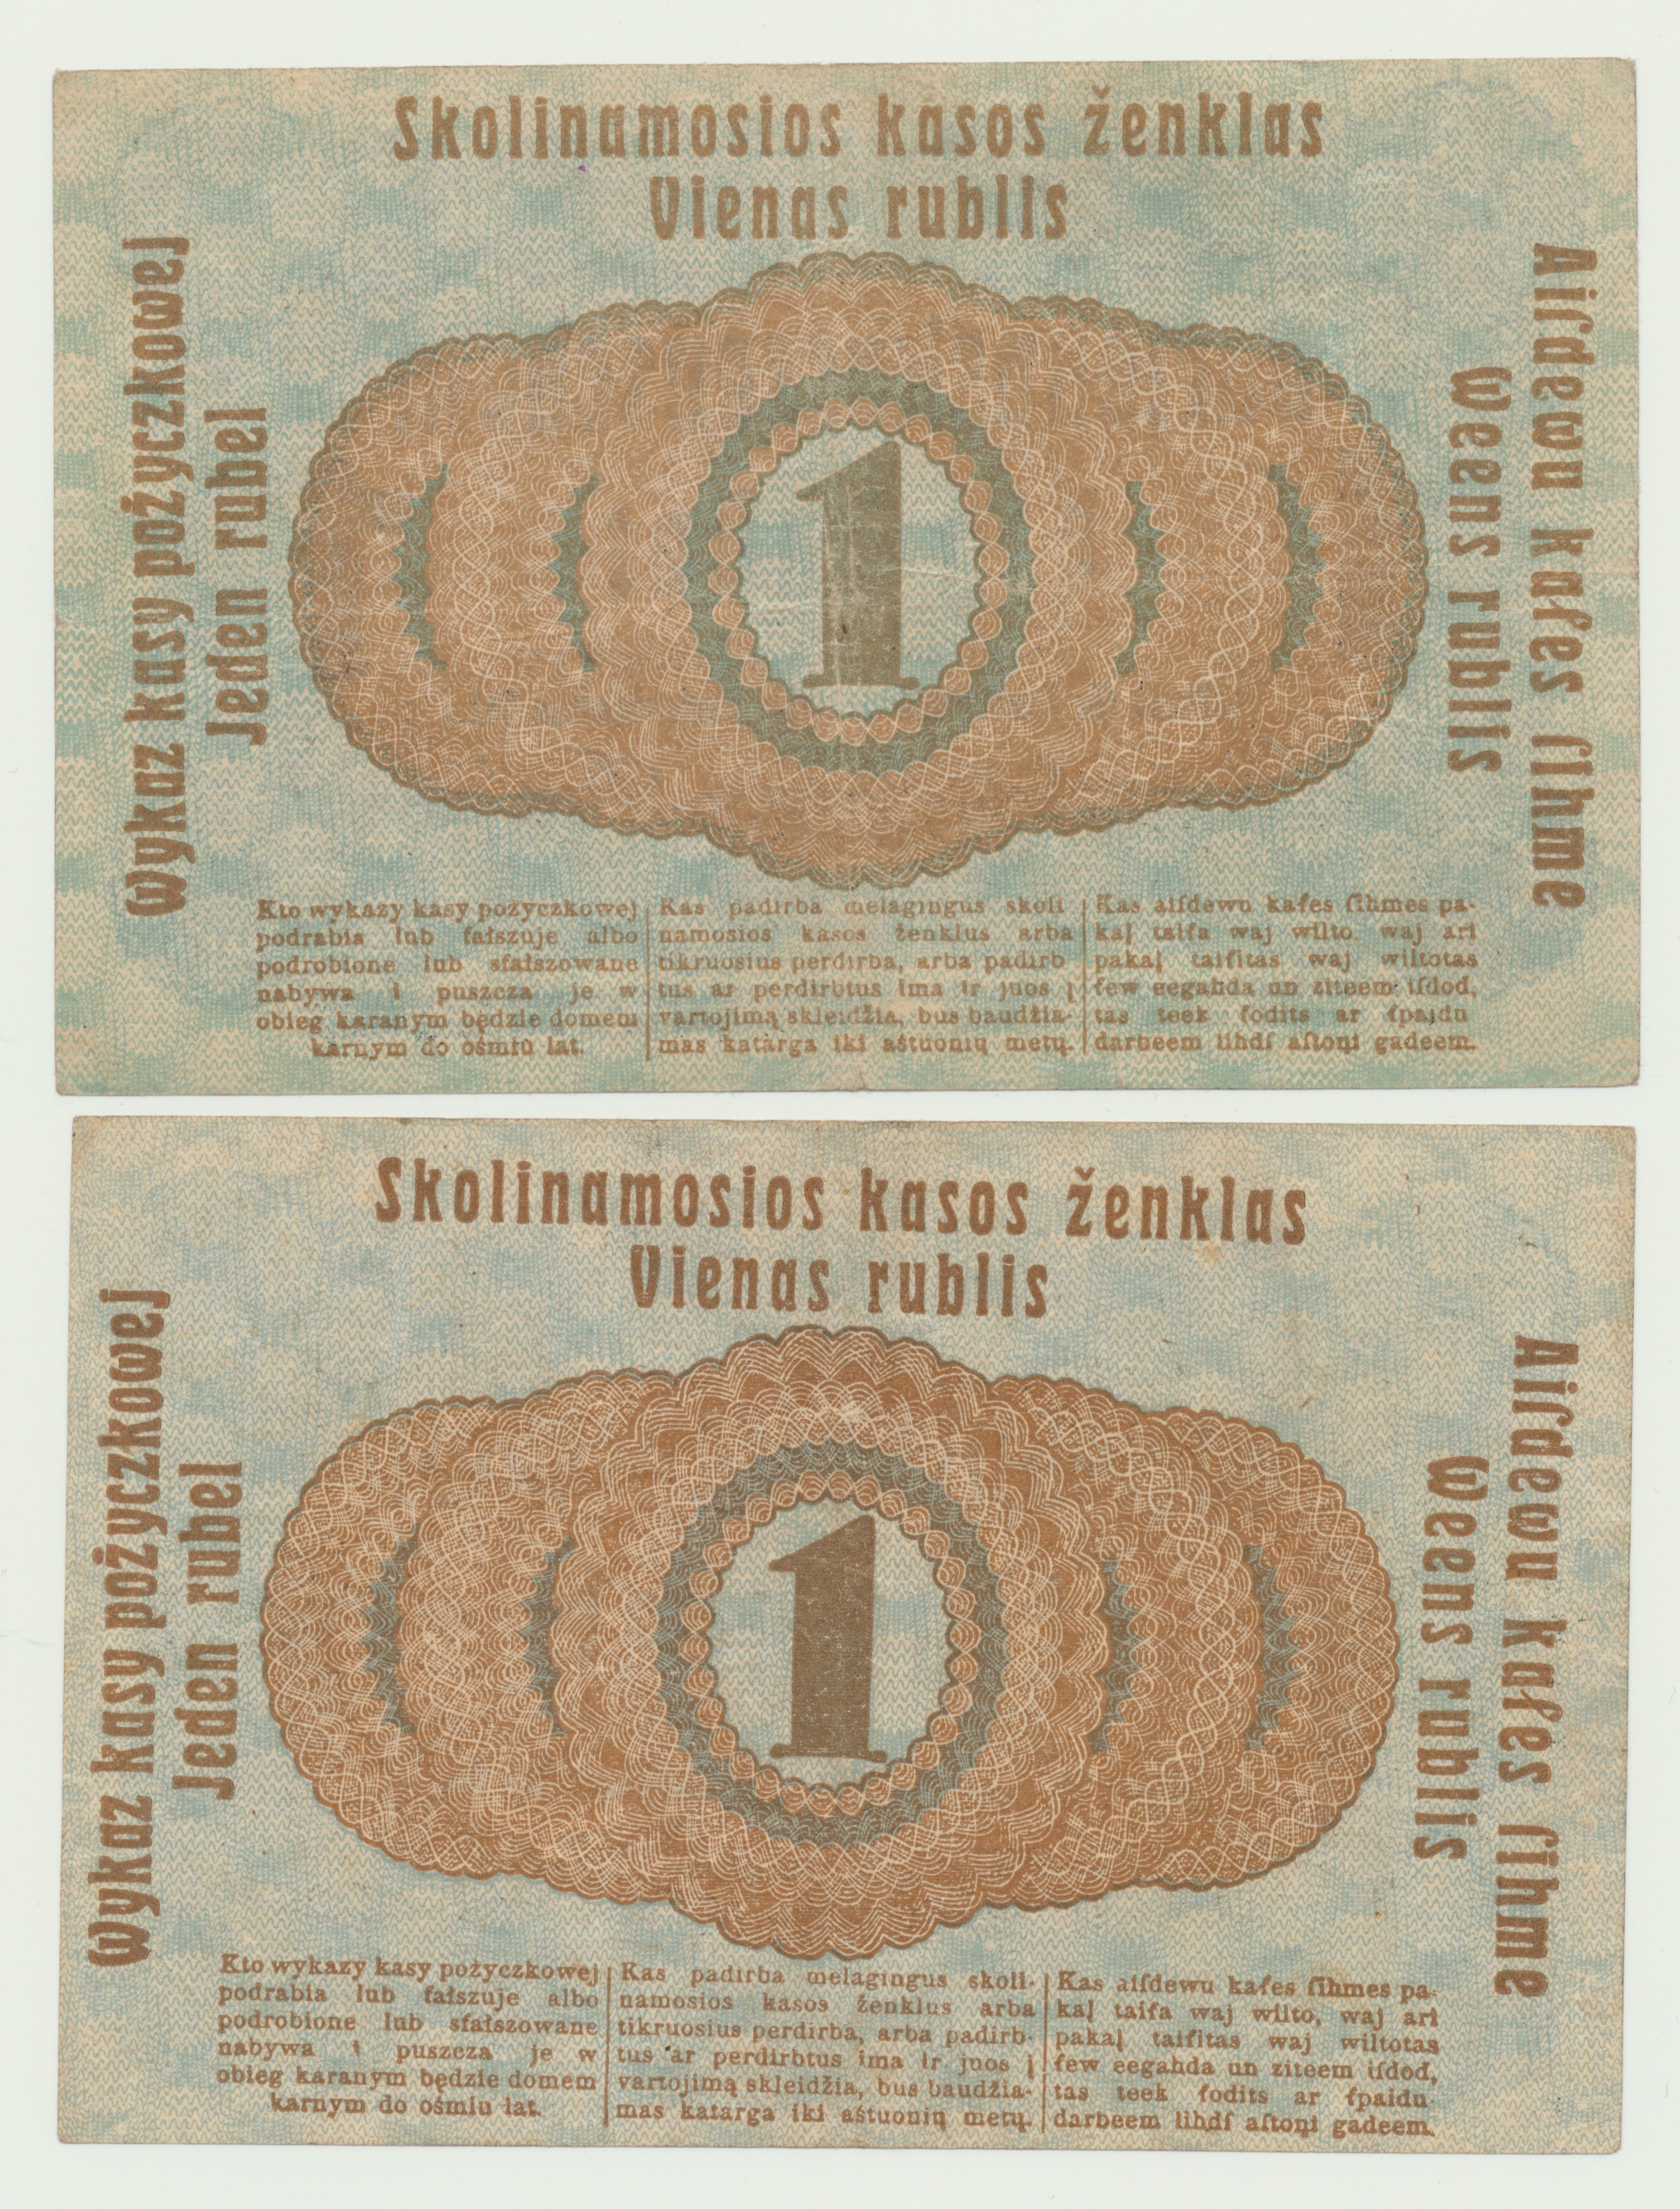 Skolinamosios kasos ženklas
Vienas rublis
Wykaz kasy pożyczkowej
Jeden rubel
Aisdewu kaſes ſihme
Weens rublis
1
Kto wykazy kasy pożyczkowej
podrabia lub fałszuje albo
podrobione lub sfałszowane
nabywa i puszcza je w
obieg karanym będzie domem
karnym do ośmiu lat.
Kas padirba melagingus skoli
namosios kasos ženklus arba
tikruosius perdirba, arba padirb
tus ar perdirbtus ima ir juos į
vartojimą skleidžia, bus baudžia-
mas katarga iki aštuonių metų.
Kas aiſdewu kaſes ſihmes pa-
kaļ taiſa waj wilto, waj ari
pakaļ taiſitas waj wiltotas
ſew eegahda un ziteem iſdod,
tas teek ſodits ar ſpaidu
darbeem lihdſ aſtoņi gadeem.
Skolinamosios kasos ženklas
Vienas rublis
Wykaz kasy pożyczkowej
Jeden rubel
Aisdewu kaſes ſihme
Weens rublis
1
Kto wykazy kasy pożyczkowej
podrabia lub fałszuje albo
podrobione lub sfałszowane
nabywa i puszcza je w
obieg karanym będzie domem
karnym do ośmiu lat.
Kas padirba melagingus skoli-
namosios kasos ženklus arba
tikruosius perdirba, arba padirb-
tus ar perdirbtus ima ir juos į
vartojimą skleidžia, bus baudžia-
mas katarga iki aštuonių metų.
Kas aiſdewu kaſes ſihmes pa-
kaļ taiſa waj wilto, waj ari
pakaļ taiſitas waj wiltotas
ſew eegahda un ziteem iſdod,
tas teek ſodits ar ſpaidu
darbeem lihdſ aſtoņi gadeem.